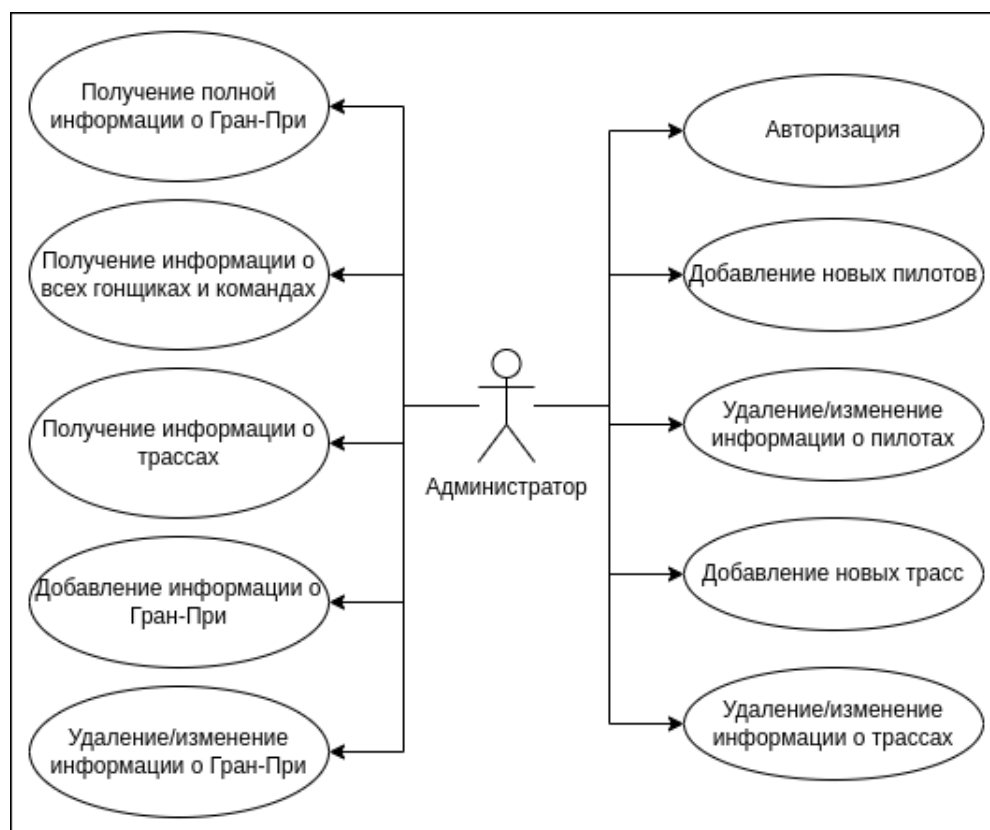 Получение полной
информации о Гран-При
Получение информации о
всех гонщиках и командах
Получение информации о
трассах
Добавление информации о
Гран-При
Удаление/изменение
информации о Гран-При
Администратор
Авторизация
Добавление новых пилотов
Удаление/изменение
информации о пилотах
Добавление новых трасс
Удаление/изменение
информации о трассах